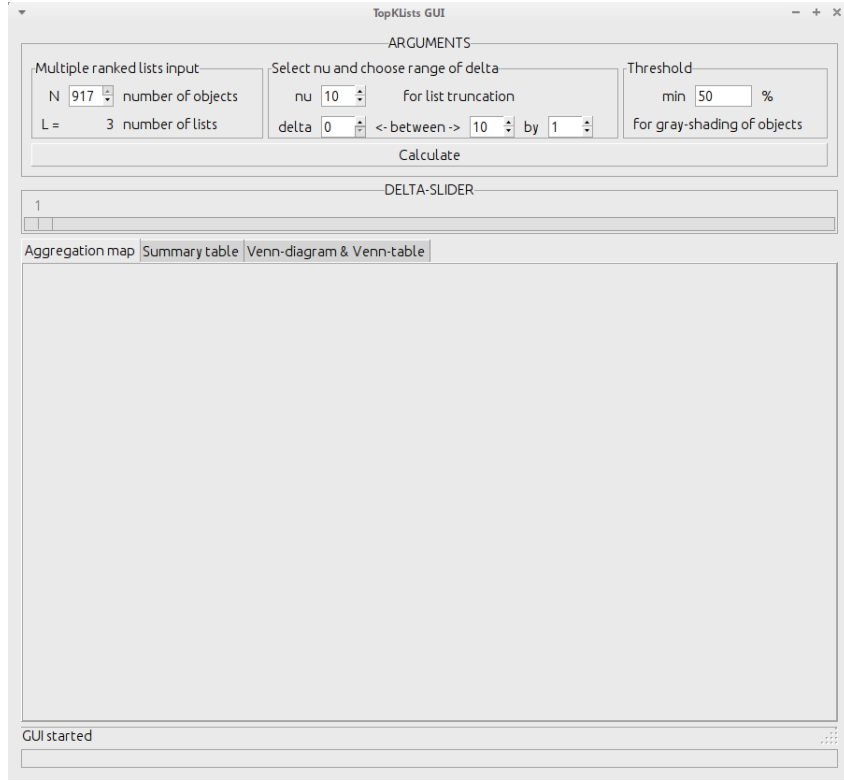 TopKLists GUI
ARGUMENTS
Multiple ranked lists input
N 917 number of objects
L = 3 number of lists
Select nu and choose range of delta
nu 10 for list truncation
delta 0 <- between -> 10 by 1
Threshold
min 50 %
for gray-shading of objects
Calculate
DELTA-SLIDER
1
Aggregation map Summary table Venn-diagram & Venn-table
GUI started